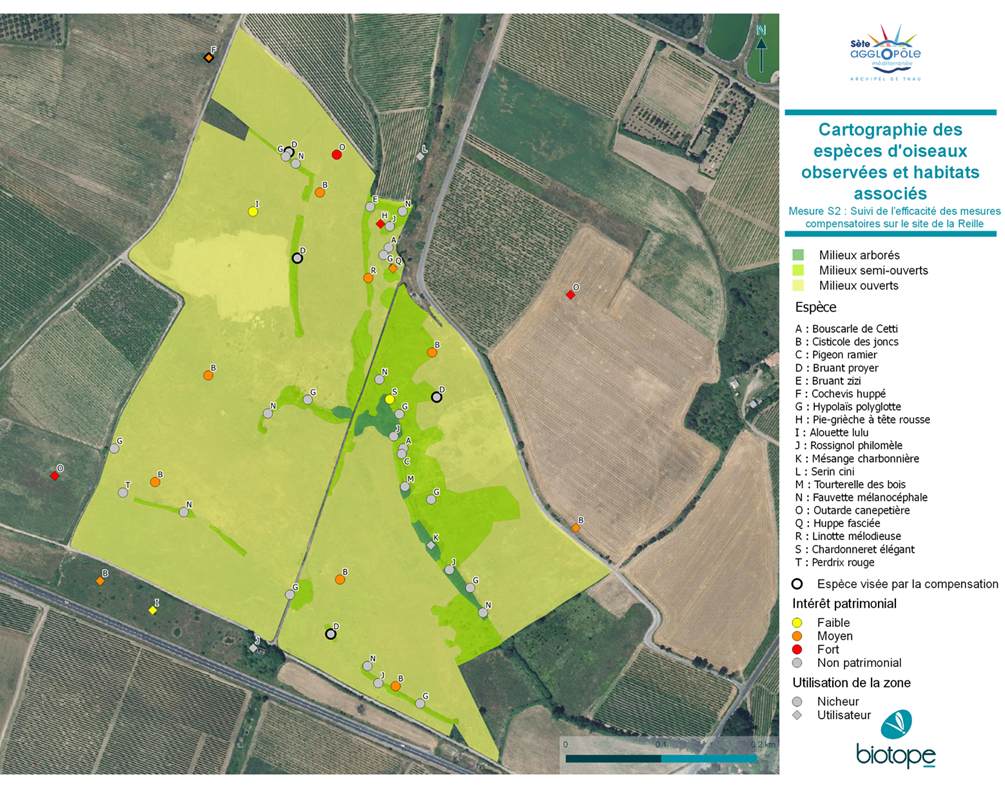 Sète
AGGLOPÔLE
méditerranée
ARCHIPEL DE THAU
Cartographie des
espèces d'oiseaux
observées et habitats
associés
Mesure S2 : Suivi de l'efficacité des mesures
compensatoires sur le site de la Reille
Milieux arborés
Milieux semi-ouverts
Milieux ouverts
Espèce
A : Bouscarle de Cetti
B : Cisticole des joncs
C : Pigeon ramier
D : Bruant proyer
E : Bruant zizi
F : Cochevis huppé
G : Hypolaïs polyglotte
H : Pie-grièche à tête rousse
I : Alouette lulu
J : Rossignol philomèle
K : Mésange charbonnière
L : Serin cini
M : Tourterelle des bois
N : Fauvette mélanocéphale
O : Outarde canepetière
Q : Huppe fasciée
R : Linotte mélodieuse
S : Chardonneret élégant
T : Perdrix rouge
Espèce visée par la compensation
Intérêt patrimonial
Faible
Moyen
Fort
Non patrimonial
Utilisation de la zone
Nicheur
Utilisateur
biotope
N
F
G D
N
O
L
B
I
E
N
H
J
A
D
G
Q
R
O
B
B
N
D
G
S
N
G
J
G
A
C
O
B
M
T
G
N
B
K
B
J
B
G
G
I
N
D
J
N
J
B
G
0 0,1 0,2 km